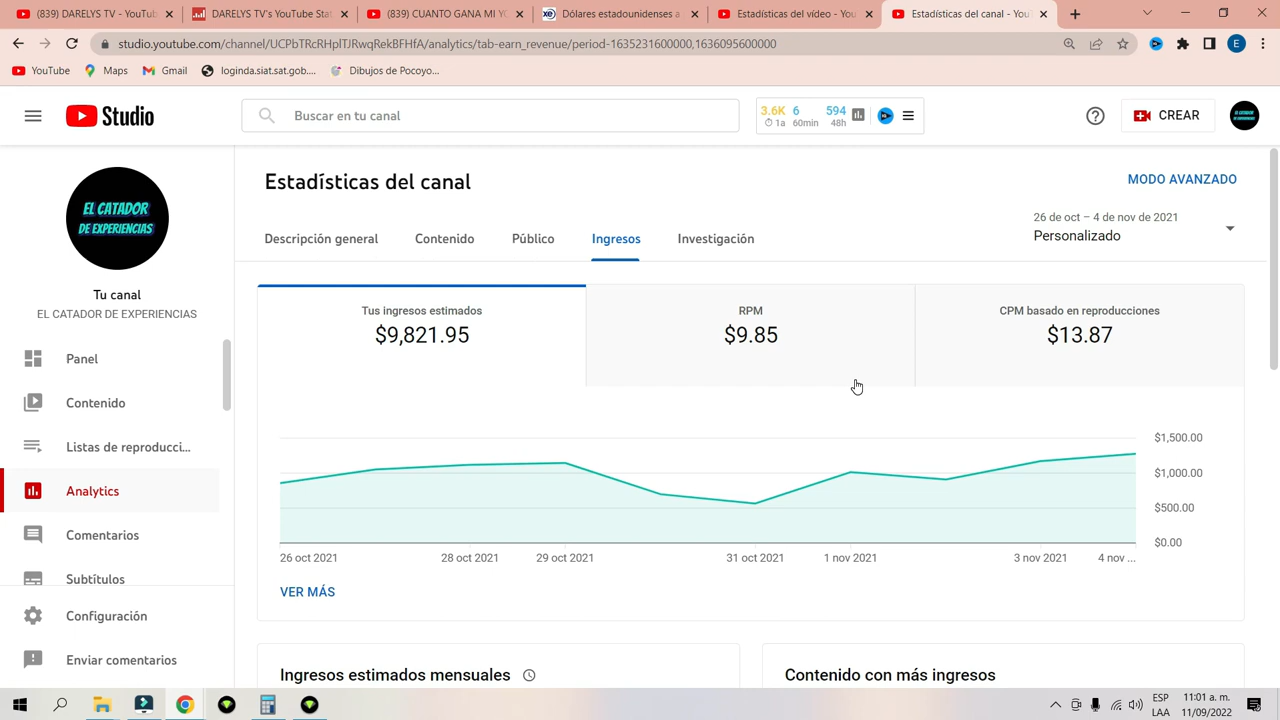 (839) DARELYS TV - YouTub
DARELYS TV's YouTube Stat
(839) CUANTO GANA MI YO
Dólares estadounidenses a
Estadísticas del vídeo - You
Estadísticas del canal - You
studio.youtube.com/channel/UCPbTRcRHplTJRwqRekBFHfA/analytics/tab-earn_revenue/period-1635231600000,1636095600000
E
YouTube
Maps
Gmail
loginda.siat.sat.gob....
Dibujos de Pocoyo...
Studio
Buscar en tu canal
3.6K 6 594
1a 60min 48h
CREAR
EL CATADOR
DE EXPERIENCIAS
Tu canal
EL CATADOR DE EXPERIENCIAS
Panel
Contenido
Listas de reproducci...
Analytics
Comentarios
Subtítulos
Configuración
Enviar comentarios
Estadísticas del canal
MODO AVANZADO
Descripción general
Contenido
Público
Ingresos
Investigación
26 de oct – 4 de nov de 2021
Personalizado
Tus ingresos estimados
$9,821.95
RPM
$9.85
CPM basado en reproducciones
$13.87
$1,500.00
$1,000.00
$500.00
$0.00
26 oct 2021
28 oct 2021
29 oct 2021
31 oct 2021
1 nov 2021
3 nov 2021
4 nov ...
VER MÁS
Ingresos estimados mensuales
Contenido con más ingresos
ESP
LAA
11:01 a. m.
11/09/2022